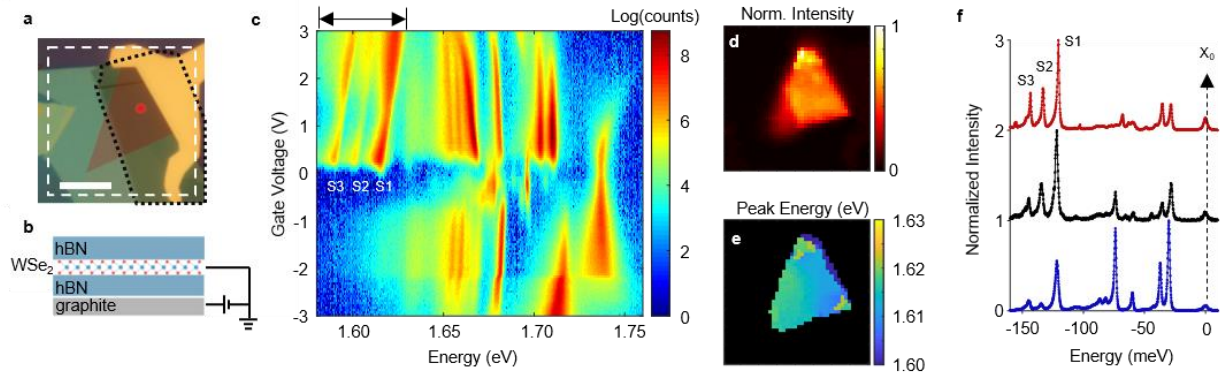 a
b
hBN
WSe₂
hBN
graphite
c
Log(counts)
Gate Voltage (V)
3
2
1
0
-1
-2
-3
S3 S2 S1
1.60 1.65 1.70 1.75
Energy (eV)
8
6
4
2
0
Norm. Intensity
d
1
0
Peak Energy (eV)
e
1.63
1.62
1.61
1.60
f
Normalized Intensity
3
2
1
0
S3 S2 S1
X₀
-150 -100 -50 0
Energy (meV)